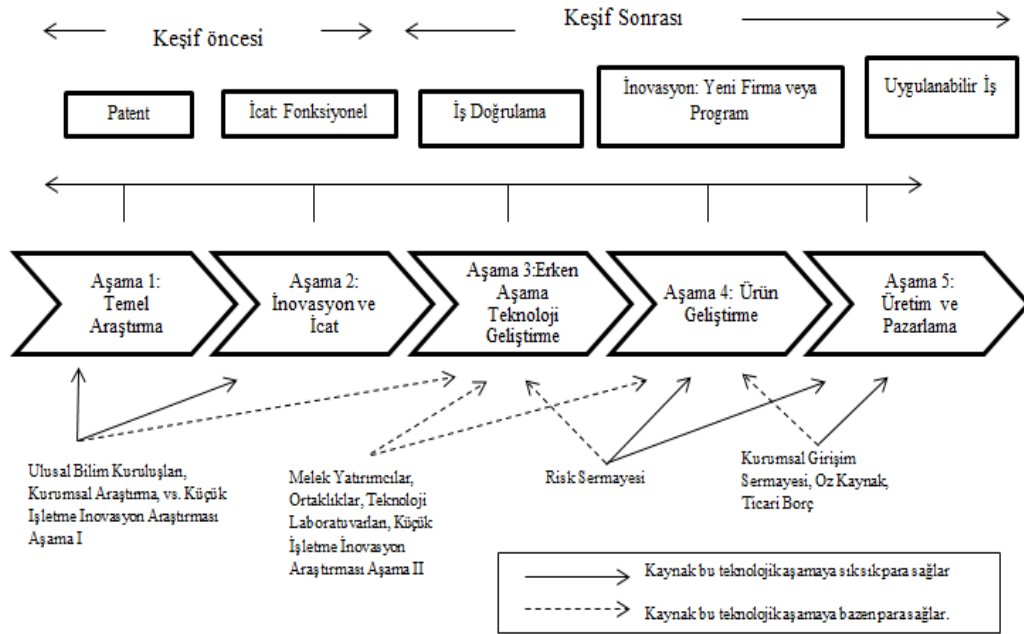 Keşif öncesi
Keşif Sonrası
Patent
İcat: Fonksiyonel
İş Doğrulama
İnovasyon: Yeni Firma veya
Program
Uygulanabilir İş
Aşama 1:
Temel
Araştırma
Aşama 2:
İnovasyon ve
İcat
Aşama 3:Erken
Aşama
Teknoloji
Geliştirme
Aşama 4: Ürün
Geliştirme
Aşama 5:
Üretim ve
Pazarlama
Ulusal Bilim Kuruluşları,
Kurumsal Araştırma, vs. Küçük
İşletme İnovasyon Araştırması
Aşama I
Melek Yatırımcılar,
Ortaklıklar, Teknoloji
Laboratuvarları, Küçük
İşletme İnovasyon
Araştırması Aşama II
Risk Sermayesi
Kurumsal Girişim
Sermayesi, Öz Kaynak,
Ticari Borç
Kaynak bu teknolojik aşamaya sık sık para sağlar
Kaynak bu teknolojik aşamaya bazen para sağlar.